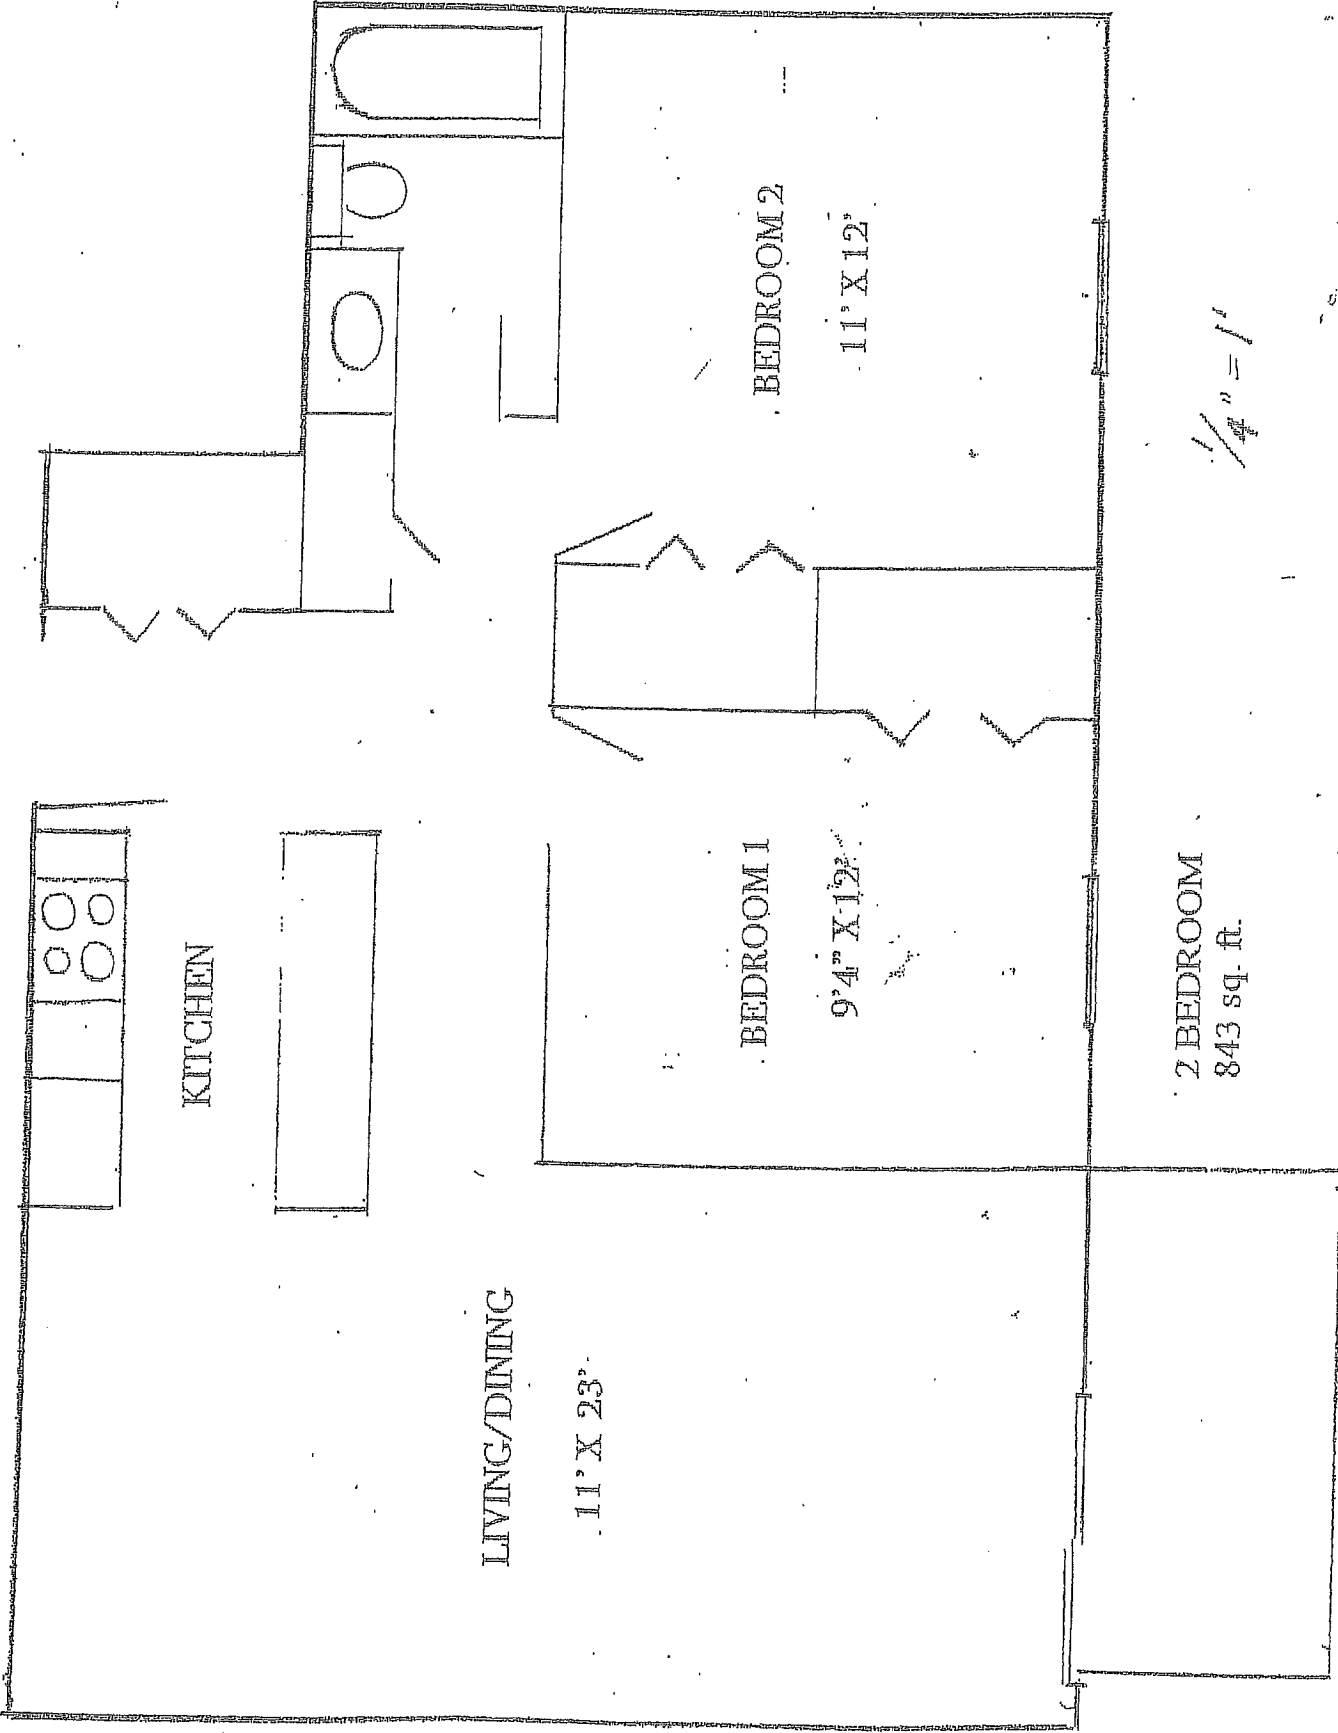 KITCHEN
LIVING/DINING
11' X 23'
BEDROOM 1
9'4" X 12'
BEDROOM 2
11' X 12'
2 BEDROOM
843 sq. ft.
1/4" = 1'